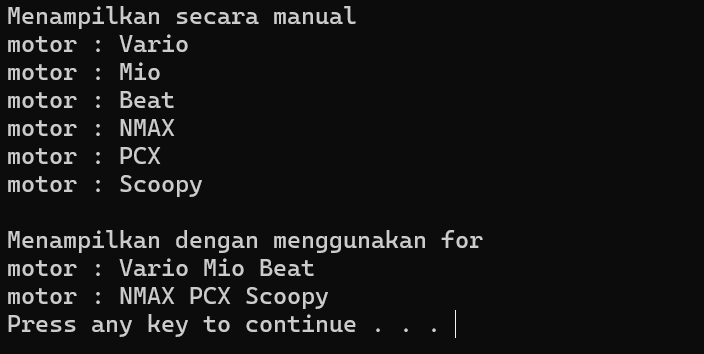 Menampilkan secara manual
motor : Vario
motor : Mio
motor : Beat
motor : NMAX
motor : PCX
motor : Scoopy
Menampilkan dengan menggunakan for
motor : Vario Mio Beat
motor : NMAX PCX Scoopy
Press any key to continue . . .